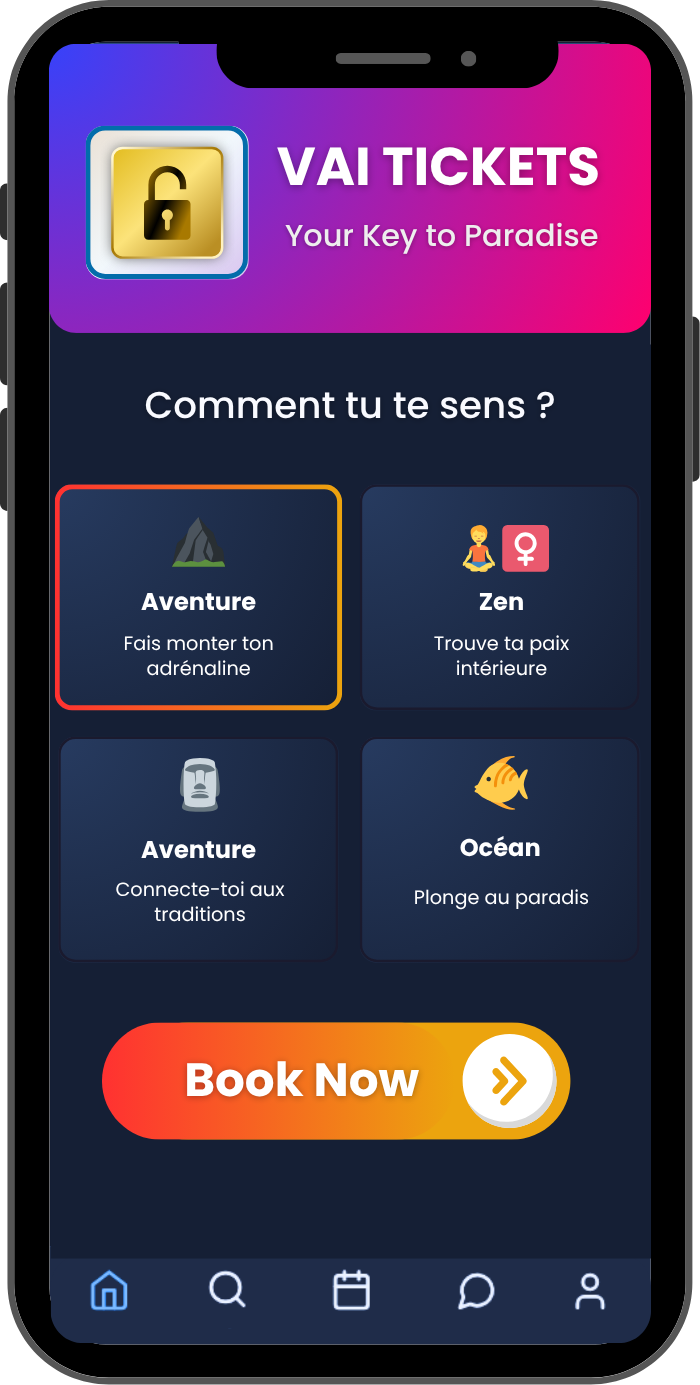 VAI TICKETS
Your Key to Paradise
Comment tu te sens ?
Aventure
Fais monter ton
adrénaline
Zen
Trouve ta paix
intérieure
Aventure
Connecte-toi aux
traditions
Océan
Plonge au paradis
Book Now